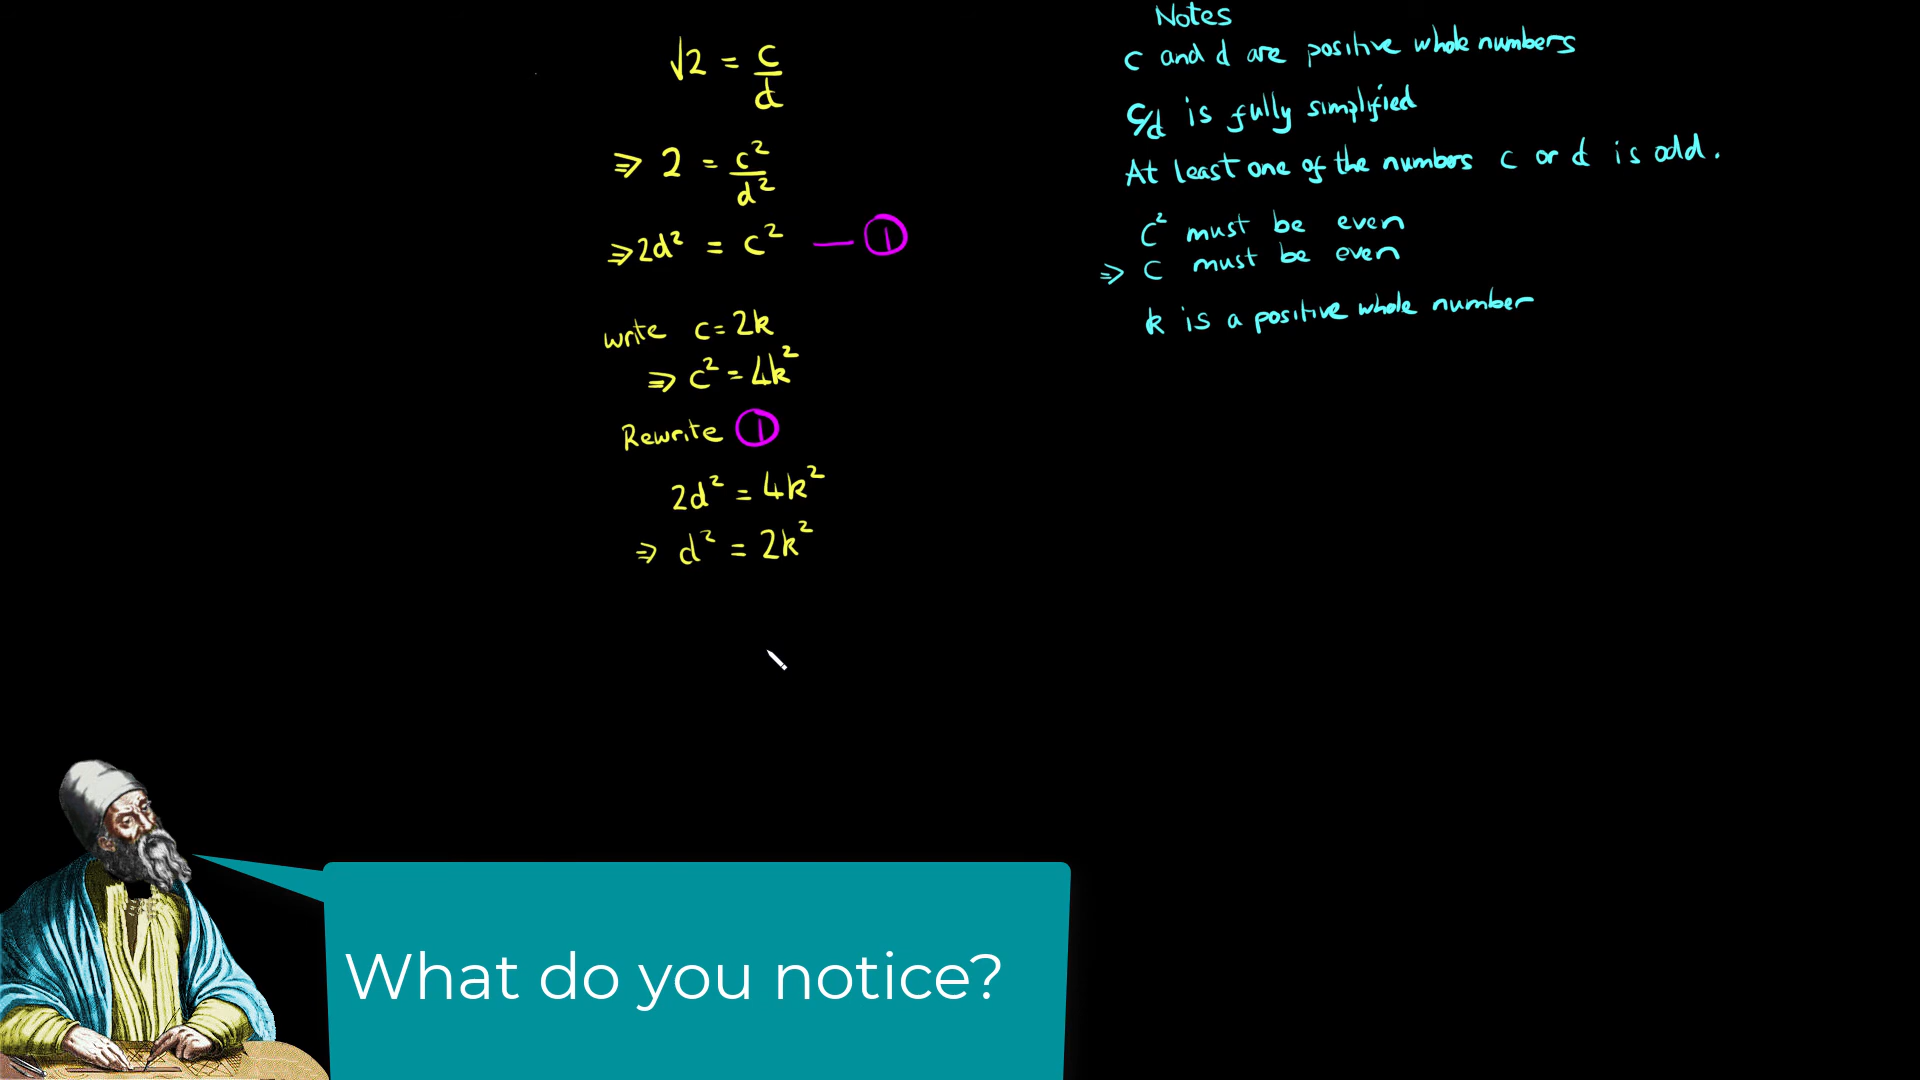 √2 = c/d
⇒ 2 = c²/d²
⇒ 2d² = c² — ①
write c = 2k
⇒ c² = 4k²
Rewrite ①
2d² = 4k²
⇒ d² = 2k²
Notes
c and d are positive whole numbers
c/d is fully simplified
At least one of the numbers c or d is odd.
c² must be even
⇒ c must be even
k is a positive whole number
What do you notice?